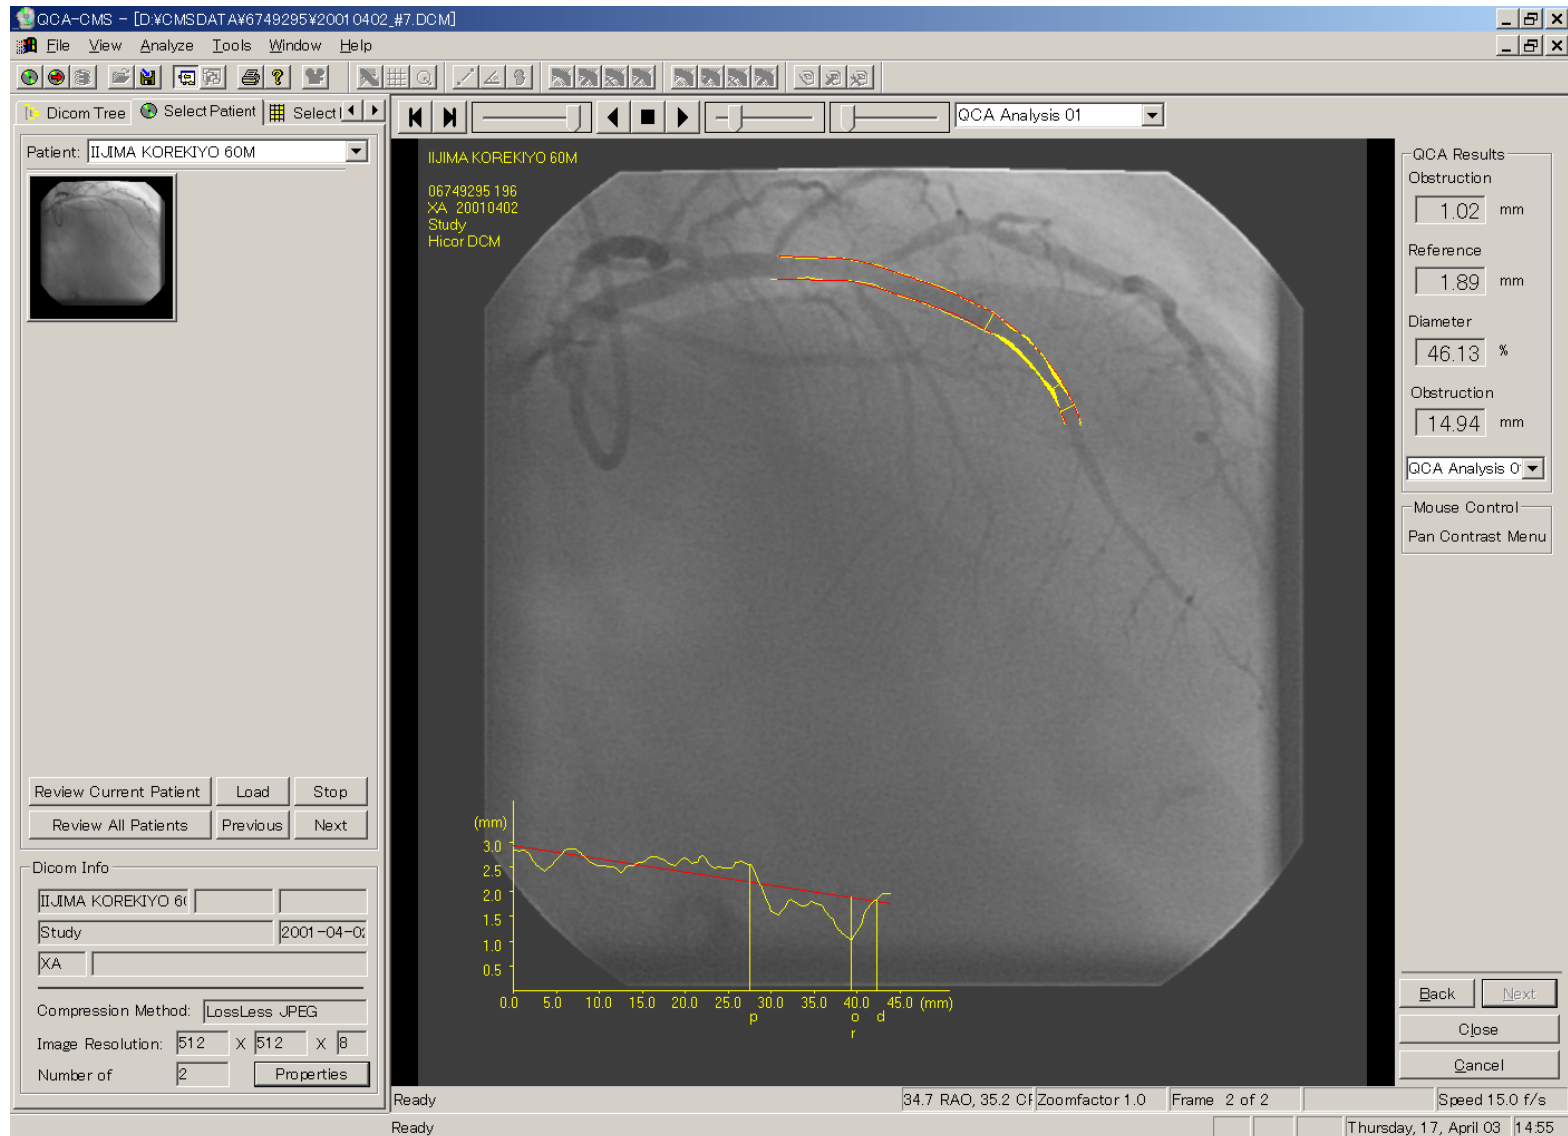 QCA-CMS - [D:¥CMSDATA¥6749295¥20010402_#7.DCM]
File View Analyze Tools Window Help
Dicom Tree Select Patient Select I
QCA Analysis 01
Patient: IIJIMA KOREKIYO 60M
IIJIMA KOREKIYO 60M
06749295 196
XA 20010402
Study
Hicor DCM
QCA Results
Obstruction
1.02 mm
Reference
1.89 mm
Diameter
46.13 %
Obstruction
14.94 mm
QCA Analysis 0
Mouse Control
Pan Contrast Menu
Review Current Patient Load Stop
Review All Patients Previous Next
Dicom Info
IIJIMA KOREKIYO 6
Study 2001-04-0
XA
Compression Method: LossLess JPEG
Image Resolution: 512 X 512 X 8
Number of 2 Properties
(mm)
3.0
2.5
2.0
1.5
1.0
0.5
0.0 5.0 10.0 15.0 20.0 25.0 30.0 35.0 40.0 45.0 (mm)
p o d
r
Back Next
Close
Cancel
Ready 34.7 RAO, 35.2 CF Zoomfactor 1.0 Frame 2 of 2 Speed 15.0 f/s
Ready Thursday, 17, April 03 14:55